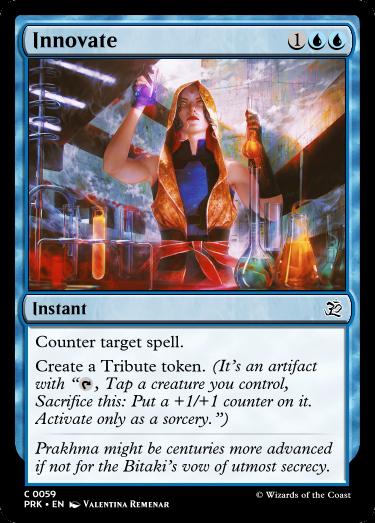 Innovate 1
Instant
Counter target spell.
Create a Tribute token. (It's an artifact
with “, Tap a creature you control,
Sacrifice this: Put a +1/+1 counter on it.
Activate only as a sorcery.”)
Prakhma might be centuries more advanced
if not for the Bitaki's vow of utmost secrecy.
C 0059
PRK • EN Valentina Remenar
© Wizards of the Coast